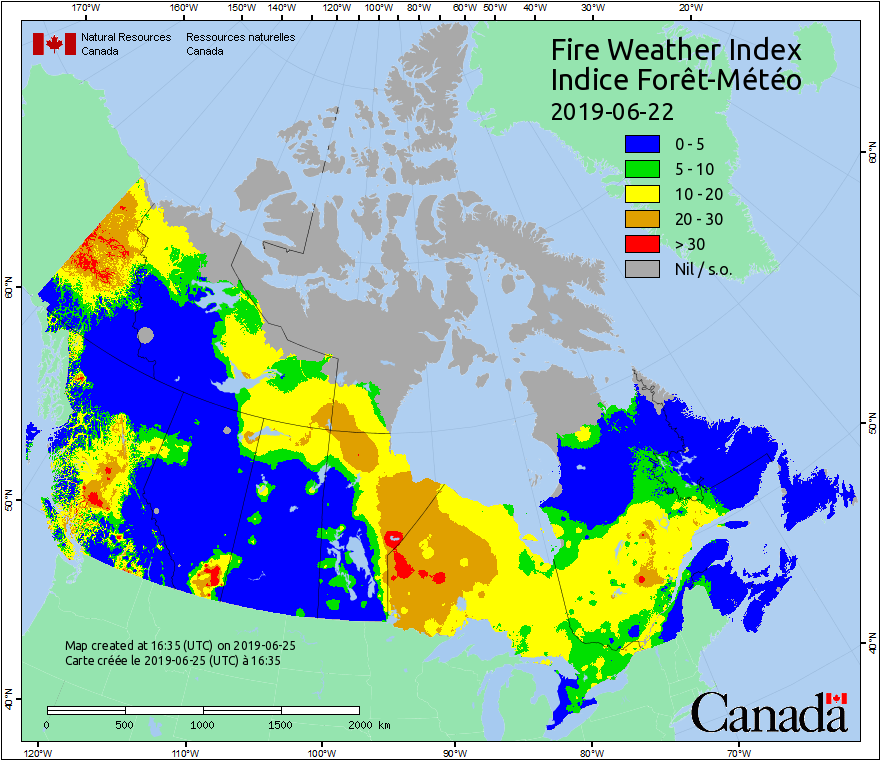 170°W 160°W 150°W 140°W 130°W 120°W 110°W 100°W 90°W 80°W 70°W 60°W 50°W 40°W 30°W 20°W
Natural Resources Canada
Ressources naturelles Canada
Fire Weather Index
Indice Forêt-Météo
2019-06-22
0 - 5
5 - 10
10 - 20
20 - 30
> 30
Nil / s.o.
60°N
50°N
40°N
60°N
50°N
40°N
Map created at 16:35 (UTC) on 2019-06-25
Carte créée le 2019-06-25 (UTC) à 16:35
0 500 1000 1500 2000 km
Canada
120°W 110°W 100°W 90°W 80°W 70°W